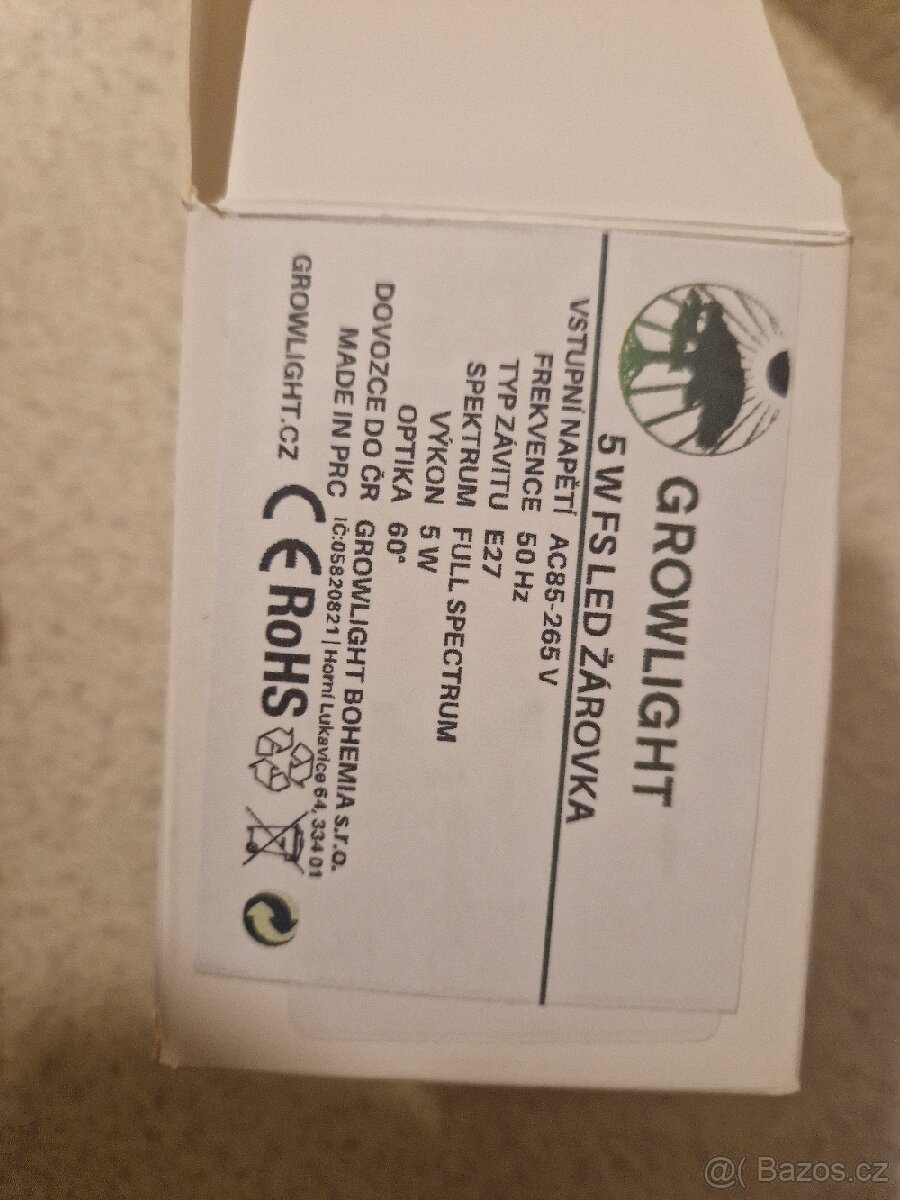 GROWLIGHT
5 W FS LED ŽÁROVKA
VSTUPNÍ NAPĚTÍ AC85-265 V
FREKVENCE 50 Hz
TYP ZÁVITU E27
SPEKTRUM FULL SPECTRUM
VÝKON 5 W
OPTIKA 60°
DOVOZCE DO ČR GROWLIGHT BOHEMIA s.r.o.
MADE IN PRC IČ:05820821 | Horní Lukavice 64, 334 01
GROWLIGHT.CZ CE RoHS
@( Bazos.cz